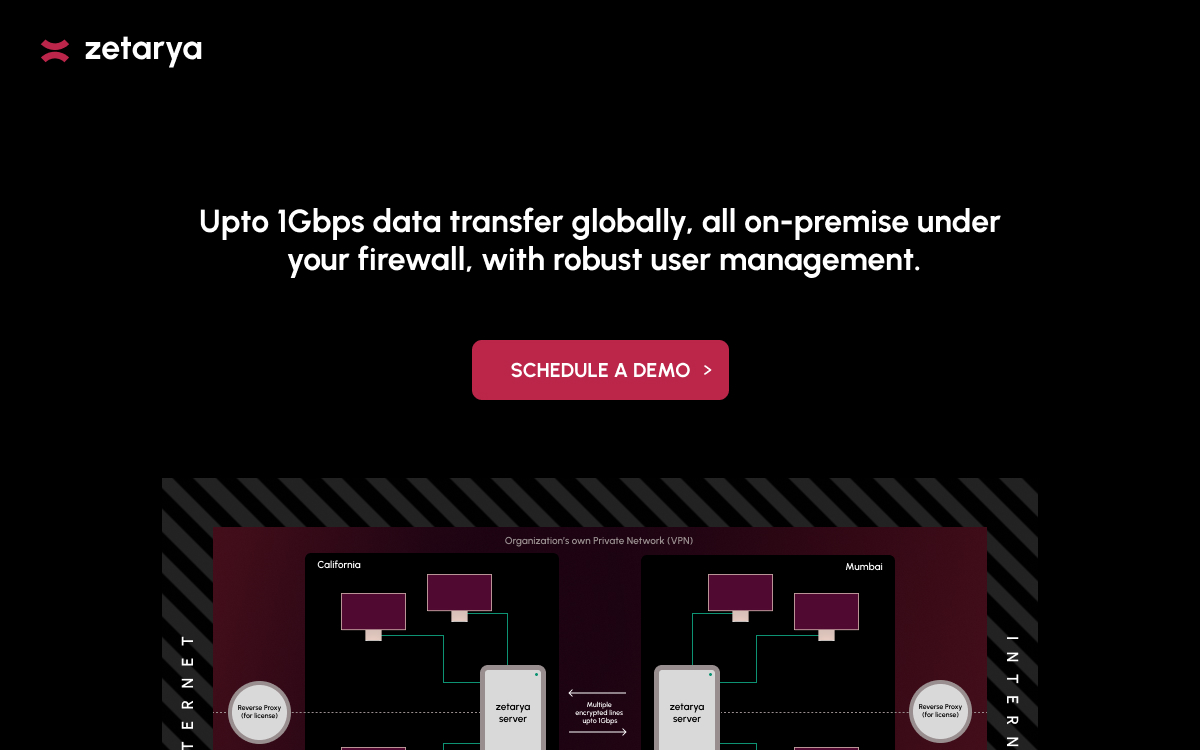 zetarya
Upto 1Gbps data transfer globally, all on-premise under
your firewall, with robust user management.
SCHEDULE A DEMO >
Organization's own Private Network (VPN)
California
Mumbai
TERNET
INTERN
Reverse Proxy
(for license)
zetarya
server
Multiple
encrypted lines
upto 1Gbps
zetarya
server
Reverse Proxy
(for license)